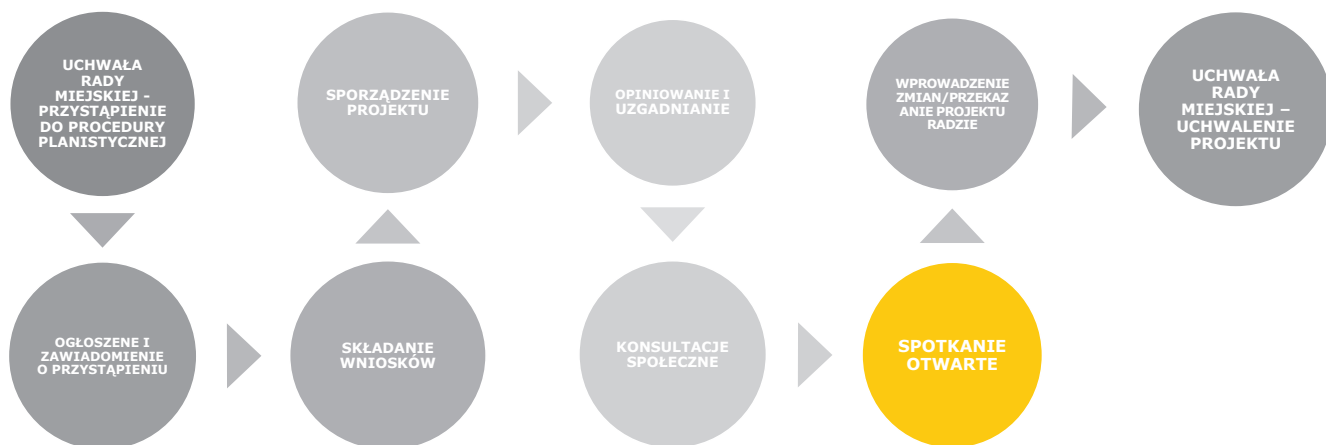 UCHWAŁA
RADY
MIEJSKIEJ -
PRZYSTĄPIENIE
DO PROCEDURY
PLANISTYCZNEJ
OGŁOSZENE I
ZAWIADOMIENIE
O PRZYSTĄPIENIU
SKŁADANIE
WNIOSKÓW
SPORZĄDZENIE
PROJEKTU
OPINIOWANIE I
UZGADNIANIE
KONSULTACJE
SPOŁECZNE
SPOTKANIE
OTWARTE
WPROWADZENIE
ZMIAN/PRZEKAZ
ANIE PROJEKTU
RADZIE
UCHWAŁA
RADY
MIEJSKIEJ –
UCHWALENIE
PROJEKTU